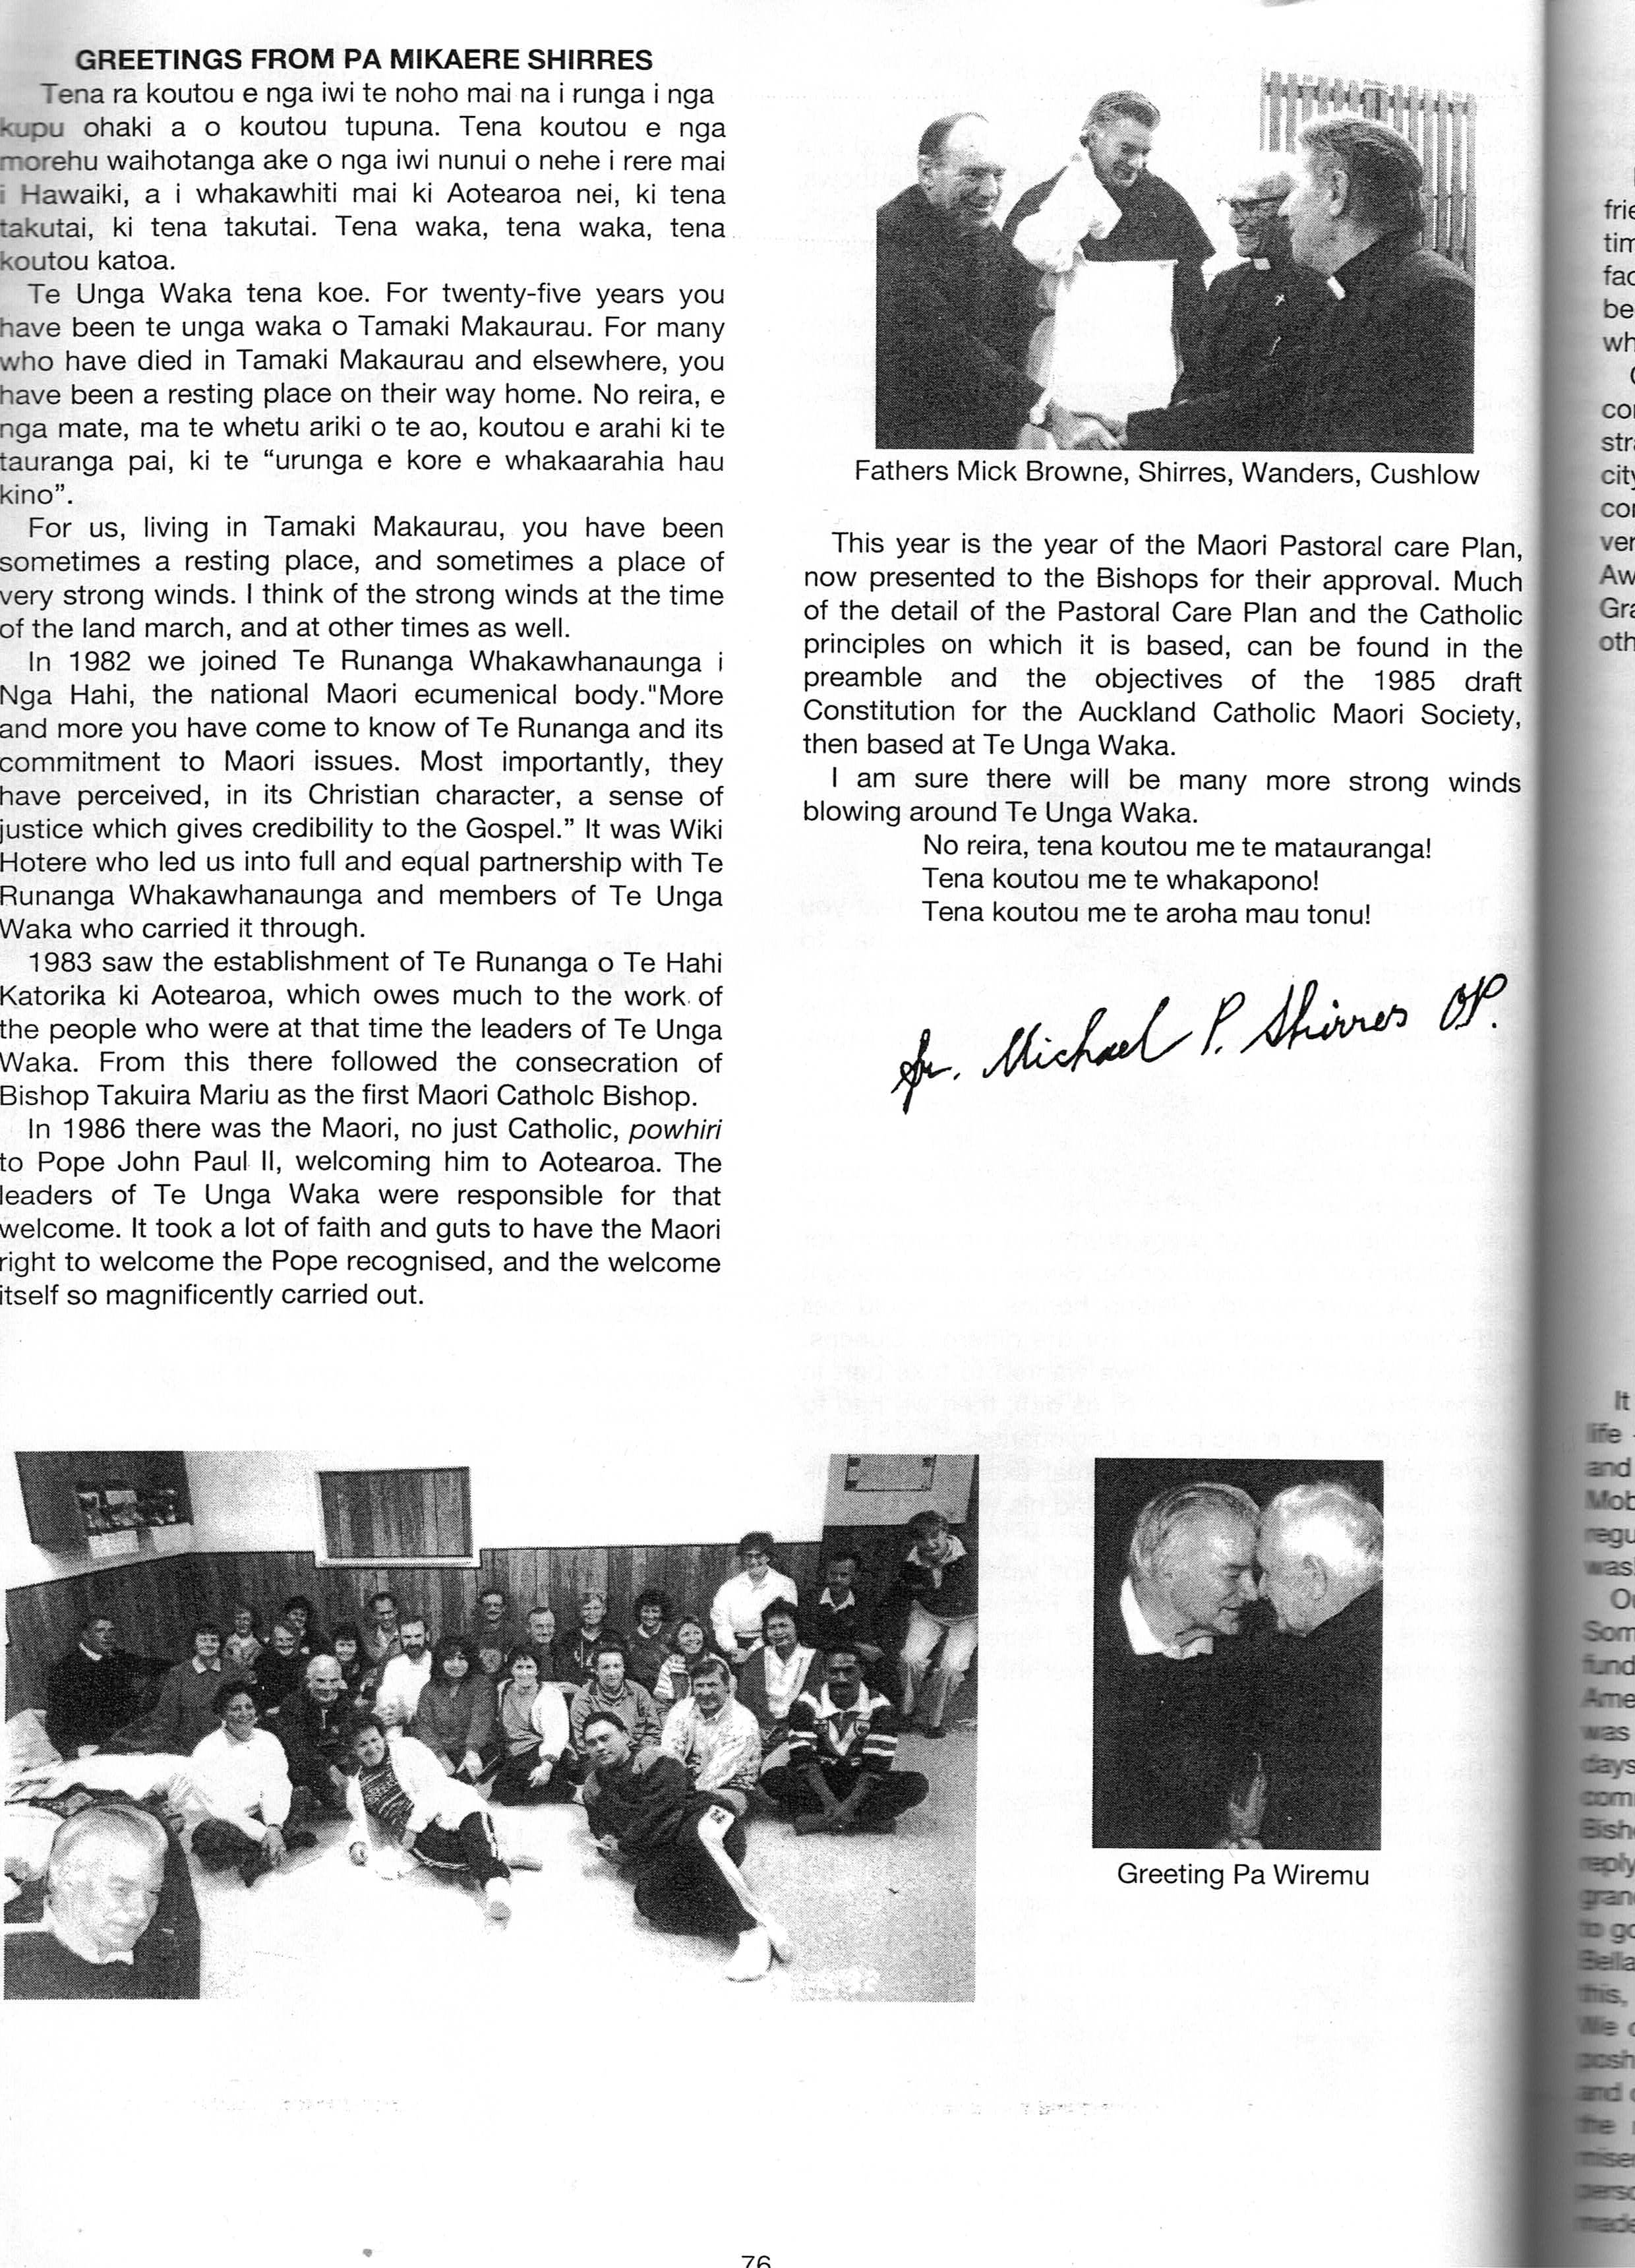 GREETINGS FROM PA MIKAERE SHIRRES
Tena ra koutou e nga iwi te noho mai na i runga i nga
kupu ohaki a o koutou tupuna. Tena koutou e nga
morehu waihotanga ake o nga iwi nunui o nehe i rere mai
i Hawaiki, a i whakawhiti mai ki Aotearoa nei, ki tena
takutai, ki tena takutai. Tena waka, tena waka, tena
koutou katoa.
Te Unga Waka tena koe. For twenty-five years you
have been te unga waka o Tamaki Makaurau. For many
who have died in Tamaki Makaurau and elsewhere, you
have been a resting place on their way home. No reira, e
nga mate, ma te whetu ariki o te ao, koutou e arahi ki te
tauranga pai, ki te “urunga e kore e whakaarahia hau
kino”.
For us, living in Tamaki Makaurau, you have been
sometimes a resting place, and sometimes a place of
very strong winds. I think of the strong winds at the time
of the land march, and at other times as well.
In 1982 we joined Te Runanga Whakawhanaunga i
Nga Hahi, the national Maori ecumenical body."More
and more you have come to know of Te Runanga and its
commitment to Maori issues. Most importantly, they
have perceived, in its Christian character, a sense of
justice which gives credibility to the Gospel.” It was Wiki
Hotere who led us into full and equal partnership with Te
Runanga Whakawhanaunga and members of Te Unga
Waka who carried it through.
1983 saw the establishment of Te Runanga o Te Hahi
Katorika ki Aotearoa, which owes much to the work of
the people who were at that time the leaders of Te Unga
Waka. From this there followed the consecration of
Bishop Takuira Mariu as the first Maori Catholc Bishop.
In 1986 there was the Maori, no just Catholic, powhiri
to Pope John Paul II, welcoming him to Aotearoa. The
leaders of Te Unga Waka were responsible for that
welcome. It took a lot of faith and guts to have the Maori
right to welcome the Pope recognised, and the welcome
itself so magnificently carried out.
Fathers Mick Browne, Shirres, Wanders, Cushlow
This year is the year of the Maori Pastoral care Plan,
now presented to the Bishops for their approval. Much
of the detail of the Pastoral Care Plan and the Catholic
principles on which it is based, can be found in the
preamble and the objectives of the 1985 draft
Constitution for the Auckland Catholic Maori Society,
then based at Te Unga Waka.
I am sure there will be many more strong winds
blowing around Te Unga Waka.
No reira, tena koutou me te matauranga!
Tena koutou me te whakapono!
Tena koutou me te aroha mau tonu!
fr. Michael P. Shirres OP.
Greeting Pa Wiremu
76